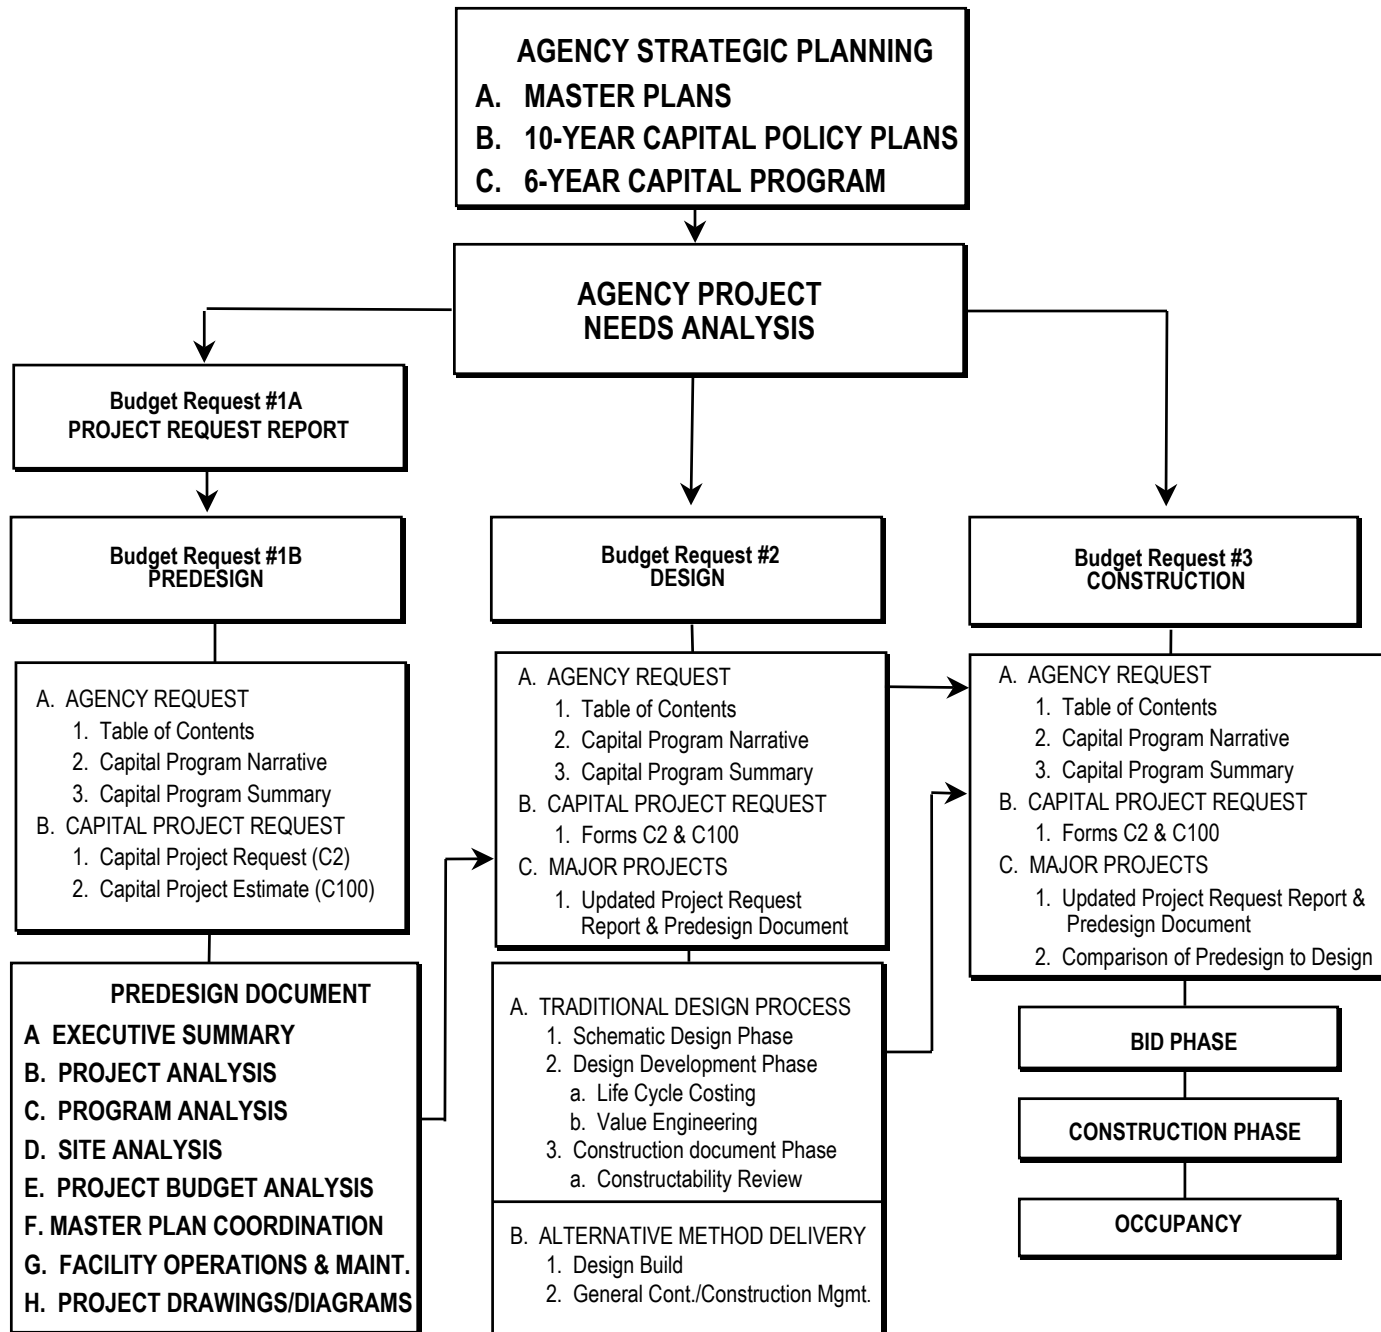 AGENCY STRATEGIC PLANNING
A. MASTER PLANS
B. 10-YEAR CAPITAL POLICY PLANS
C. 6-YEAR CAPITAL PROGRAM
AGENCY PROJECT
NEEDS ANALYSIS
Budget Request #1A
PROJECT REQUEST REPORT
Budget Request #1B
PREDESIGN
A. AGENCY REQUEST
1. Table of Contents
2. Capital Program Narrative
3. Capital Program Summary
B. CAPITAL PROJECT REQUEST
1. Capital Project Request (C2)
2. Capital Project Estimate (C100)
PREDESIGN DOCUMENT
A EXECUTIVE SUMMARY
B. PROJECT ANALYSIS
C. PROGRAM ANALYSIS
D. SITE ANALYSIS
E. PROJECT BUDGET ANALYSIS
F. MASTER PLAN COORDINATION
G. FACILITY OPERATIONS & MAINT.
H. PROJECT DRAWINGS/DIAGRAMS
Budget Request #2
DESIGN
A. AGENCY REQUEST
1. Table of Contents
2. Capital Program Narrative
3. Capital Program Summary
B. CAPITAL PROJECT REQUEST
1. Forms C2 & C100
C. MAJOR PROJECTS
1. Updated Project Request
Report & Predesign Document
A. TRADITIONAL DESIGN PROCESS
1. Schematic Design Phase
2. Design Development Phase
a. Life Cycle Costing
b. Value Engineering
3. Construction document Phase
a. Constructability Review
B. ALTERNATIVE METHOD DELIVERY
1. Design Build
2. General Cont./Construction Mgmt.
Budget Request #3
CONSTRUCTION
A. AGENCY REQUEST
1. Table of Contents
2. Capital Program Narrative
3. Capital Program Summary
B. CAPITAL PROJECT REQUEST
1. Forms C2 & C100
C. MAJOR PROJECTS
1. Updated Project Request Report &
Predesign Document
2. Comparison of Predesign to Design
BID PHASE
CONSTRUCTION PHASE
OCCUPANCY